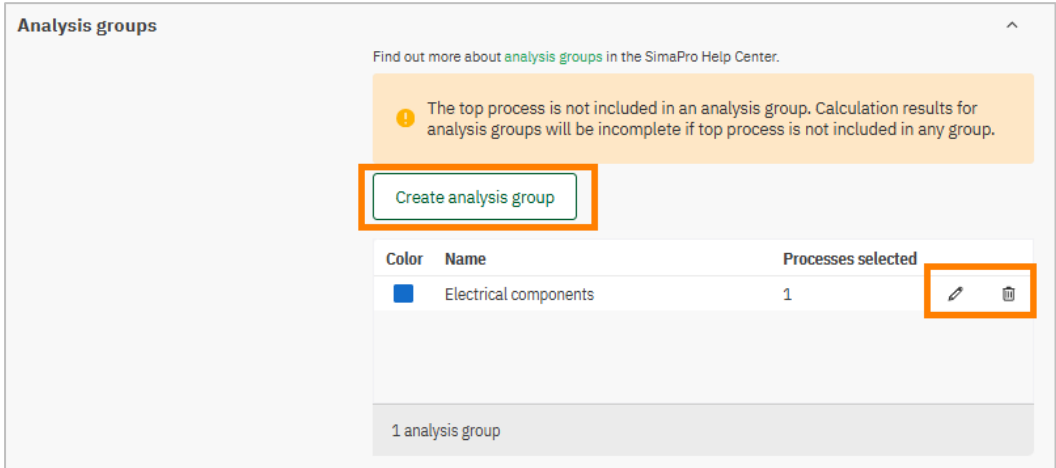 Analysis groups
Find out more about analysis groups in the SimaPro Help Center.
The top process is not included in an analysis group. Calculation results for
analysis groups will be incomplete if top process is not included in any group.
Create analysis group
Color Name Processes selected
Electrical components 1
1 analysis group